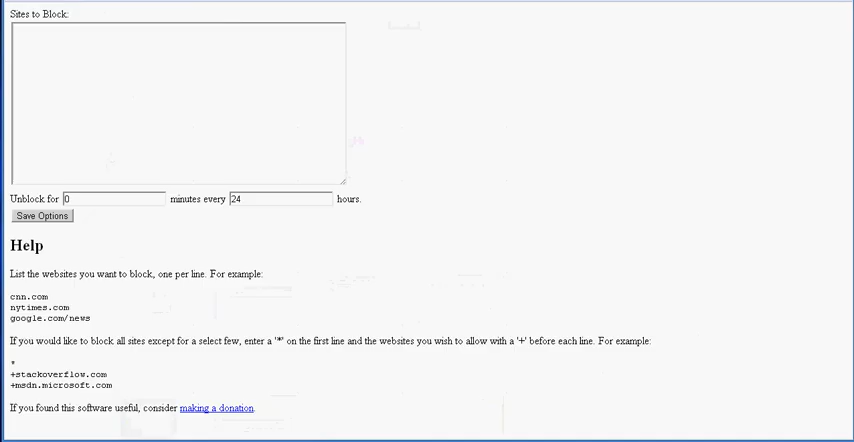 Sites to Block:
Unblock for 0 minutes every 24 hours.
Save Options
Help
List the websites you want to block, one per line. For example:
cnn.com
nytimes.com
google.com/news
If you would like to block all sites except for a select few, enter a '*' on the first line and the websites you wish to allow with a '+' before each line. For example:
*
+stackoverflow.com
+msdn.microsoft.com
If you found this software useful, consider making a donation.